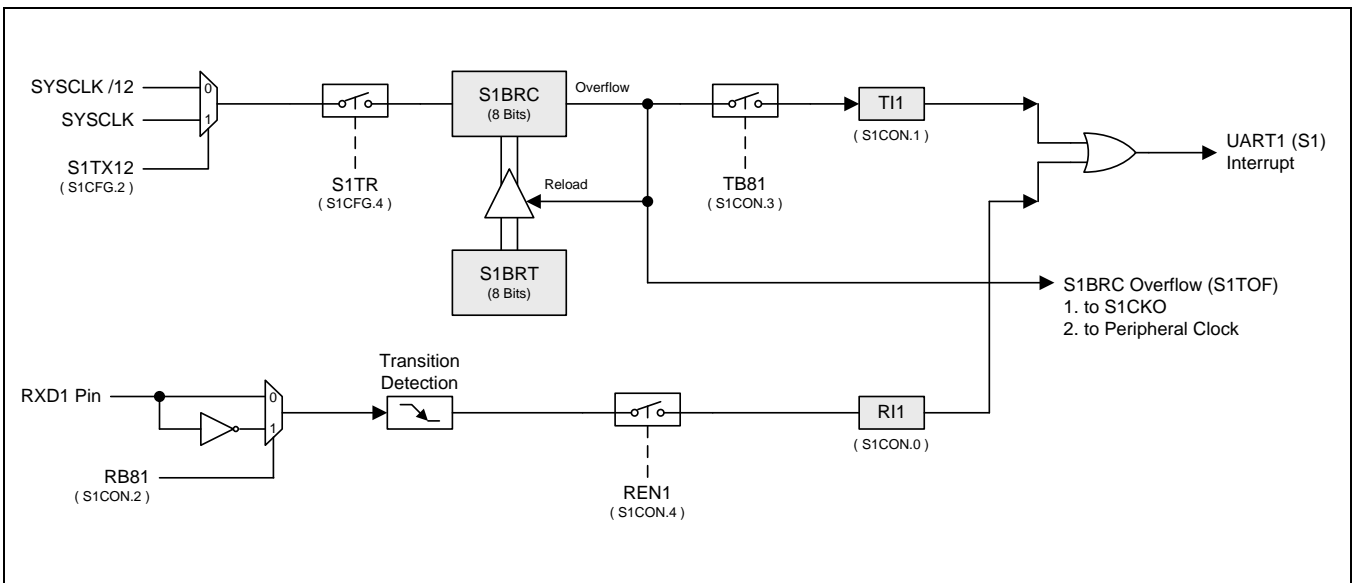 SYSCLK /12
SYSCLK
S1TX12
( S1CFG.2 )
0
1
S1TR
( S1CFG.4 )
S1BRC
(8 Bits)
Overflow
Reload
S1BRT
(8 Bits)
TB81
( S1CON.3 )
TI1
( S1CON.1 )
UART1 (S1)
Interrupt
S1BRC Overflow (S1TOF)
1. to S1CKO
2. to Peripheral Clock
RXD1 Pin
0
1
RB81
( S1CON.2 )
Transition
Detection
REN1
( S1CON.4 )
RI1
( S1CON.0 )